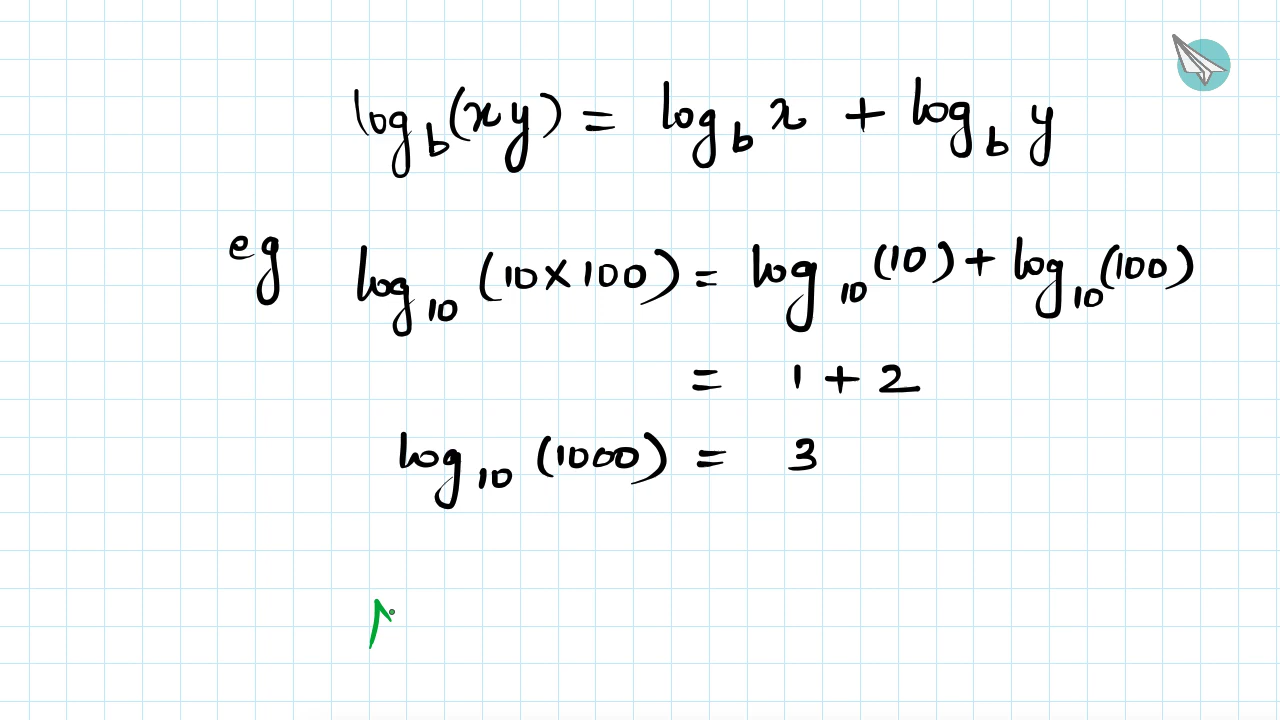 log_b (xy) = log_b x + log_b y
eg log_10 (10 × 100) = log_10 (10) + log_10 (100)
= 1 + 2
log_10 (1000) = 3